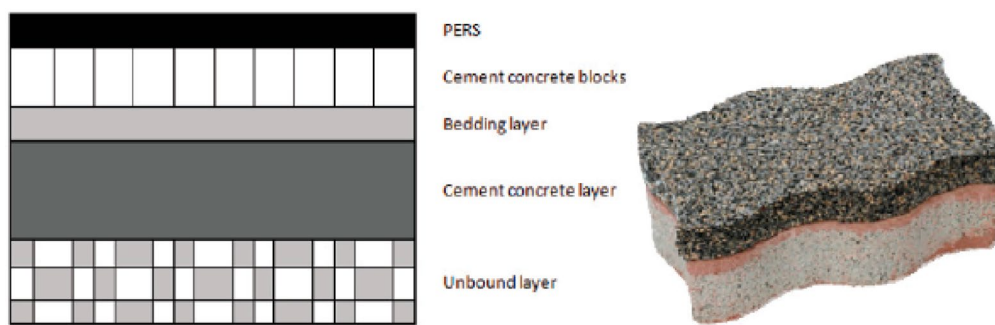 PERS
Cement concrete blocks
Bedding layer
Cement concrete layer
Unbound layer